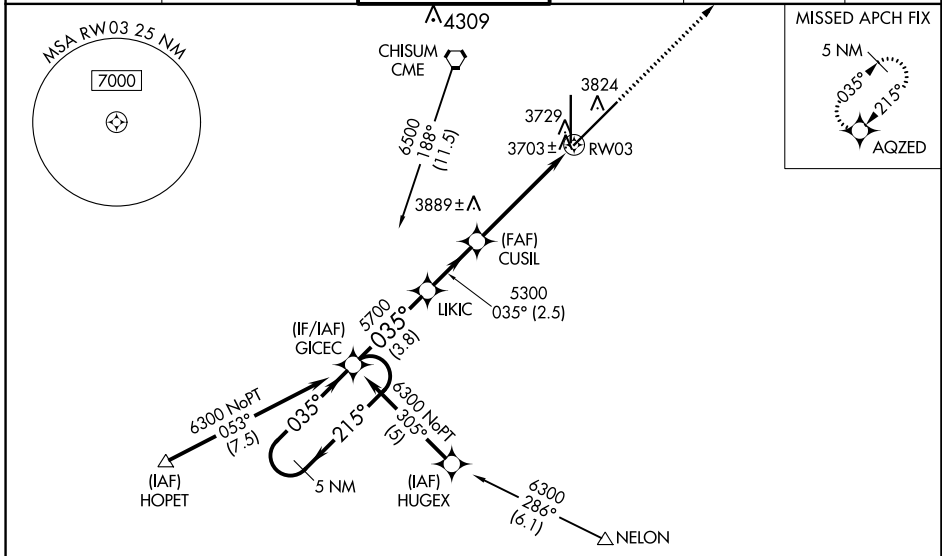 MSA RW03 25 NM
7000
4309
CHISUM
CME
6500
188°
(11.5)
3824
3729
3703±
RW03
3889±
MISSED APCH FIX
5 NM
035°
215°
AQZED
(FAF)
CUSIL
5300
035° (2.5)
LIKIC
5700
035°
(3.8)
(IF/IAF)
GICEC
6300 NoPT
053°
(7.5)
035°
215°
5 NM
6300 NoPT
305°
(5)
(IAF)
HOPET
(IAF)
HUGEX
6300
286°
(6.1)
NELON